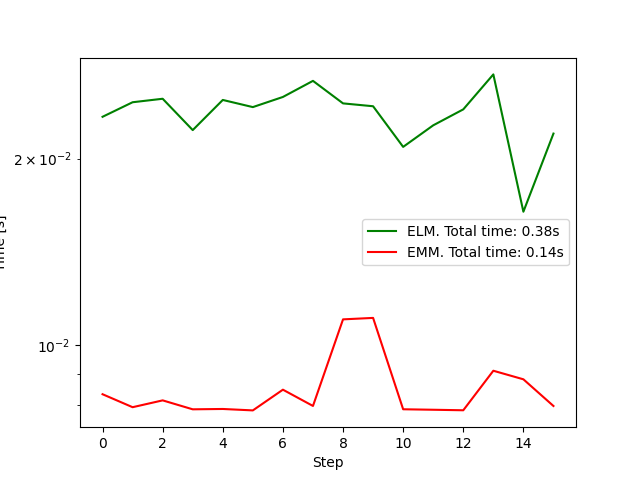 2 × 10⁻²
10⁻²
Time [s]
ELM. Total time: 0.38s
EMM. Total time: 0.14s
0 2 4 6 8 10 12 14
Step